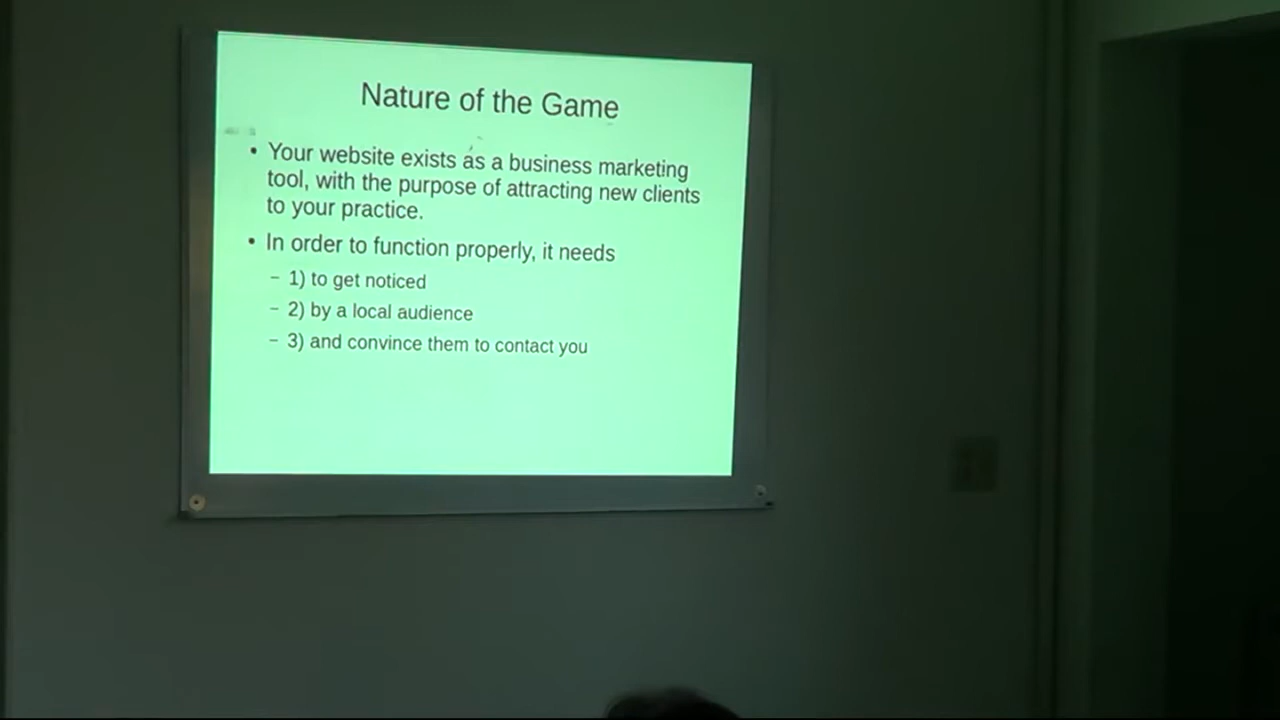 Nature of the Game
• Your website exists as a business marketing
tool, with the purpose of attracting new clients
to your practice.
• In order to function properly, it needs
– 1) to get noticed
– 2) by a local audience
– 3) and convince them to contact you